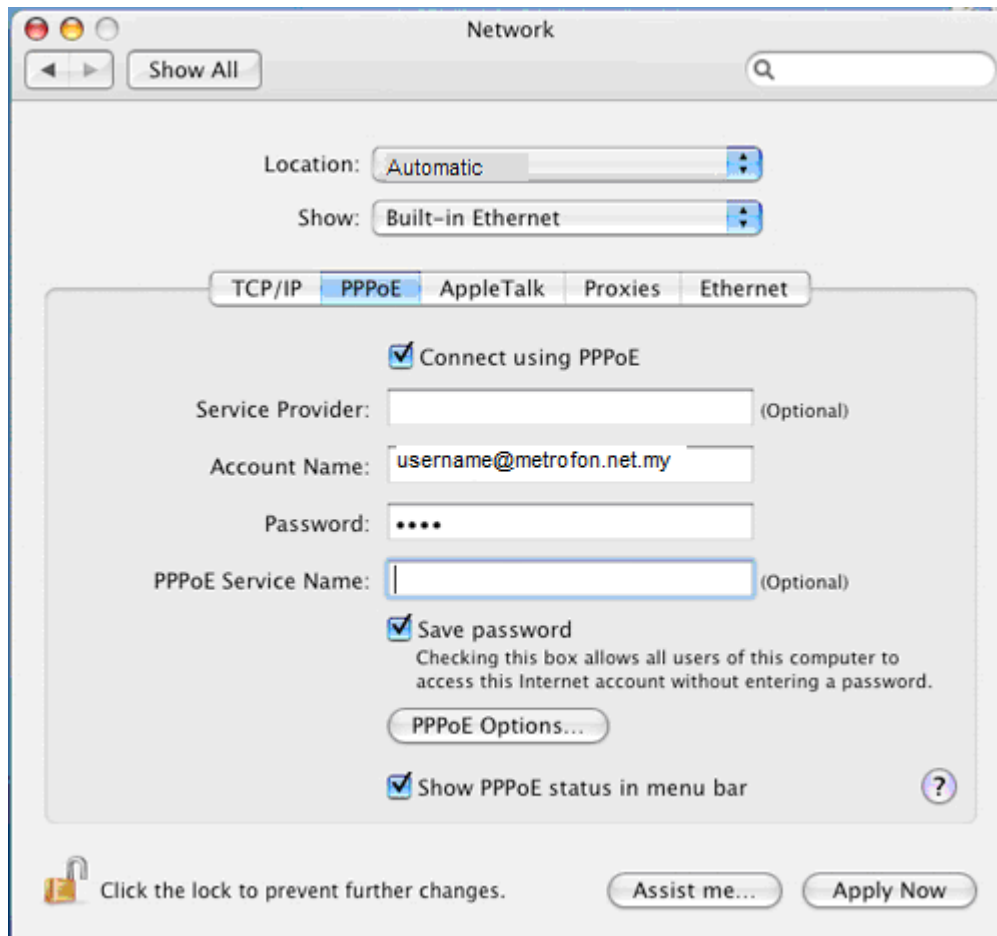 Network
Show All
Location: Automatic
Show: Built-in Ethernet
TCP/IP PPPoE AppleTalk Proxies Ethernet
Connect using PPPoE
Service Provider: (Optional)
Account Name: username@metrofon.net.my
Password: ••••
PPPoE Service Name: (Optional)
Save password
Checking this box allows all users of this computer to
access this Internet account without entering a password.
PPPoE Options...
Show PPPoE status in menu bar ?
Click the lock to prevent further changes. Assist me... Apply Now